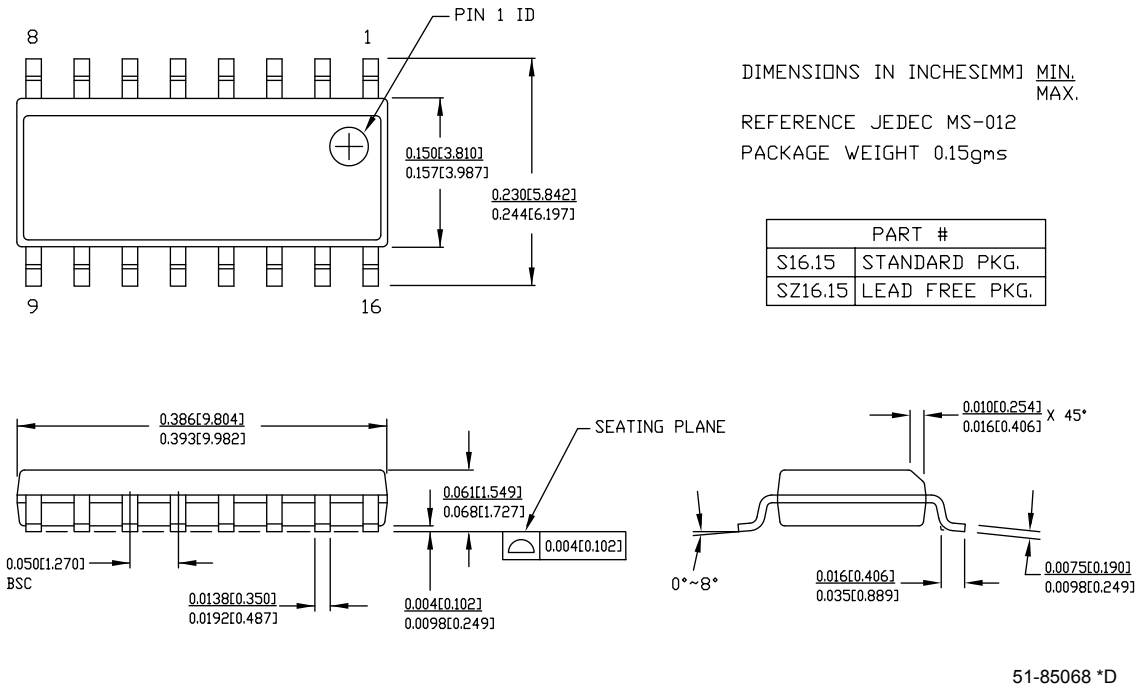 PIN 1 ID
8
1
DIMENSIONS IN INCHES[MM] MIN.
MAX.
REFERENCE JEDEC MS-012
PACKAGE WEIGHT 0.15gms
0.150[3.810]
0.157[3.987]
0.230[5.842]
0.244[6.197]
PART #
S16.15 STANDARD PKG.
SZ16.15 LEAD FREE PKG.
9
16
0.386[9.804]
0.393[9.982]
SEATING PLANE
0.010[0.254] X 45°
0.016[0.406]
0.061[1.549]
0.068[1.727]
0.004[0.102]
0.050[1.270]
BSC
0.0138[0.350]
0.0192[0.487]
0.004[0.102]
0.0098[0.249]
0°~8°
0.016[0.406]
0.035[0.889]
0.0075[0.190]
0.0098[0.249]
51-85068 *D